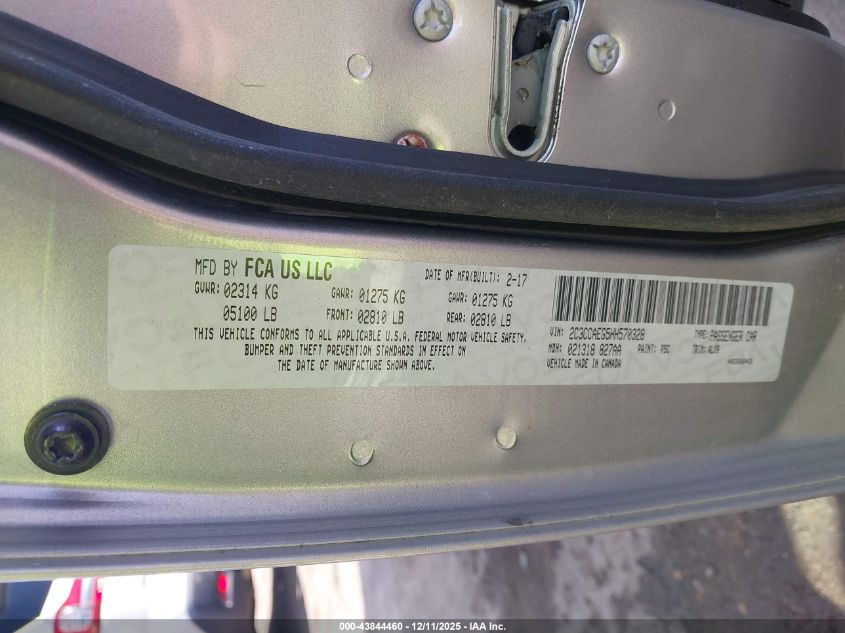 MFD BY FCA US LLC
DATE OF MFR(BUILT): 2-17
GVWR: 02314 KG GAWR: 01275 KG GAWR: 01275 KG
05100 LB FRONT: 02810 LB REAR: 02810 LB
THIS VEHICLE CONFORMS TO ALL APPLICABLE U.S.A. FEDERAL MOTOR VEHICLE SAFETY,
BUMPER AND THEFT PREVENTION STANDARDS IN EFFECT ON
THE DATE OF MANUFACTURE SHOWN ABOVE.
VIN: 2C3CCAEG5HH570328 TYPE: PASSENGER CAR
MDH: 021318 827AA PAINT: PSC TRIM: ALX9
VEHICLE MADE IN CANADA
000-43844460 - 12/11/2025 - IAA Inc.